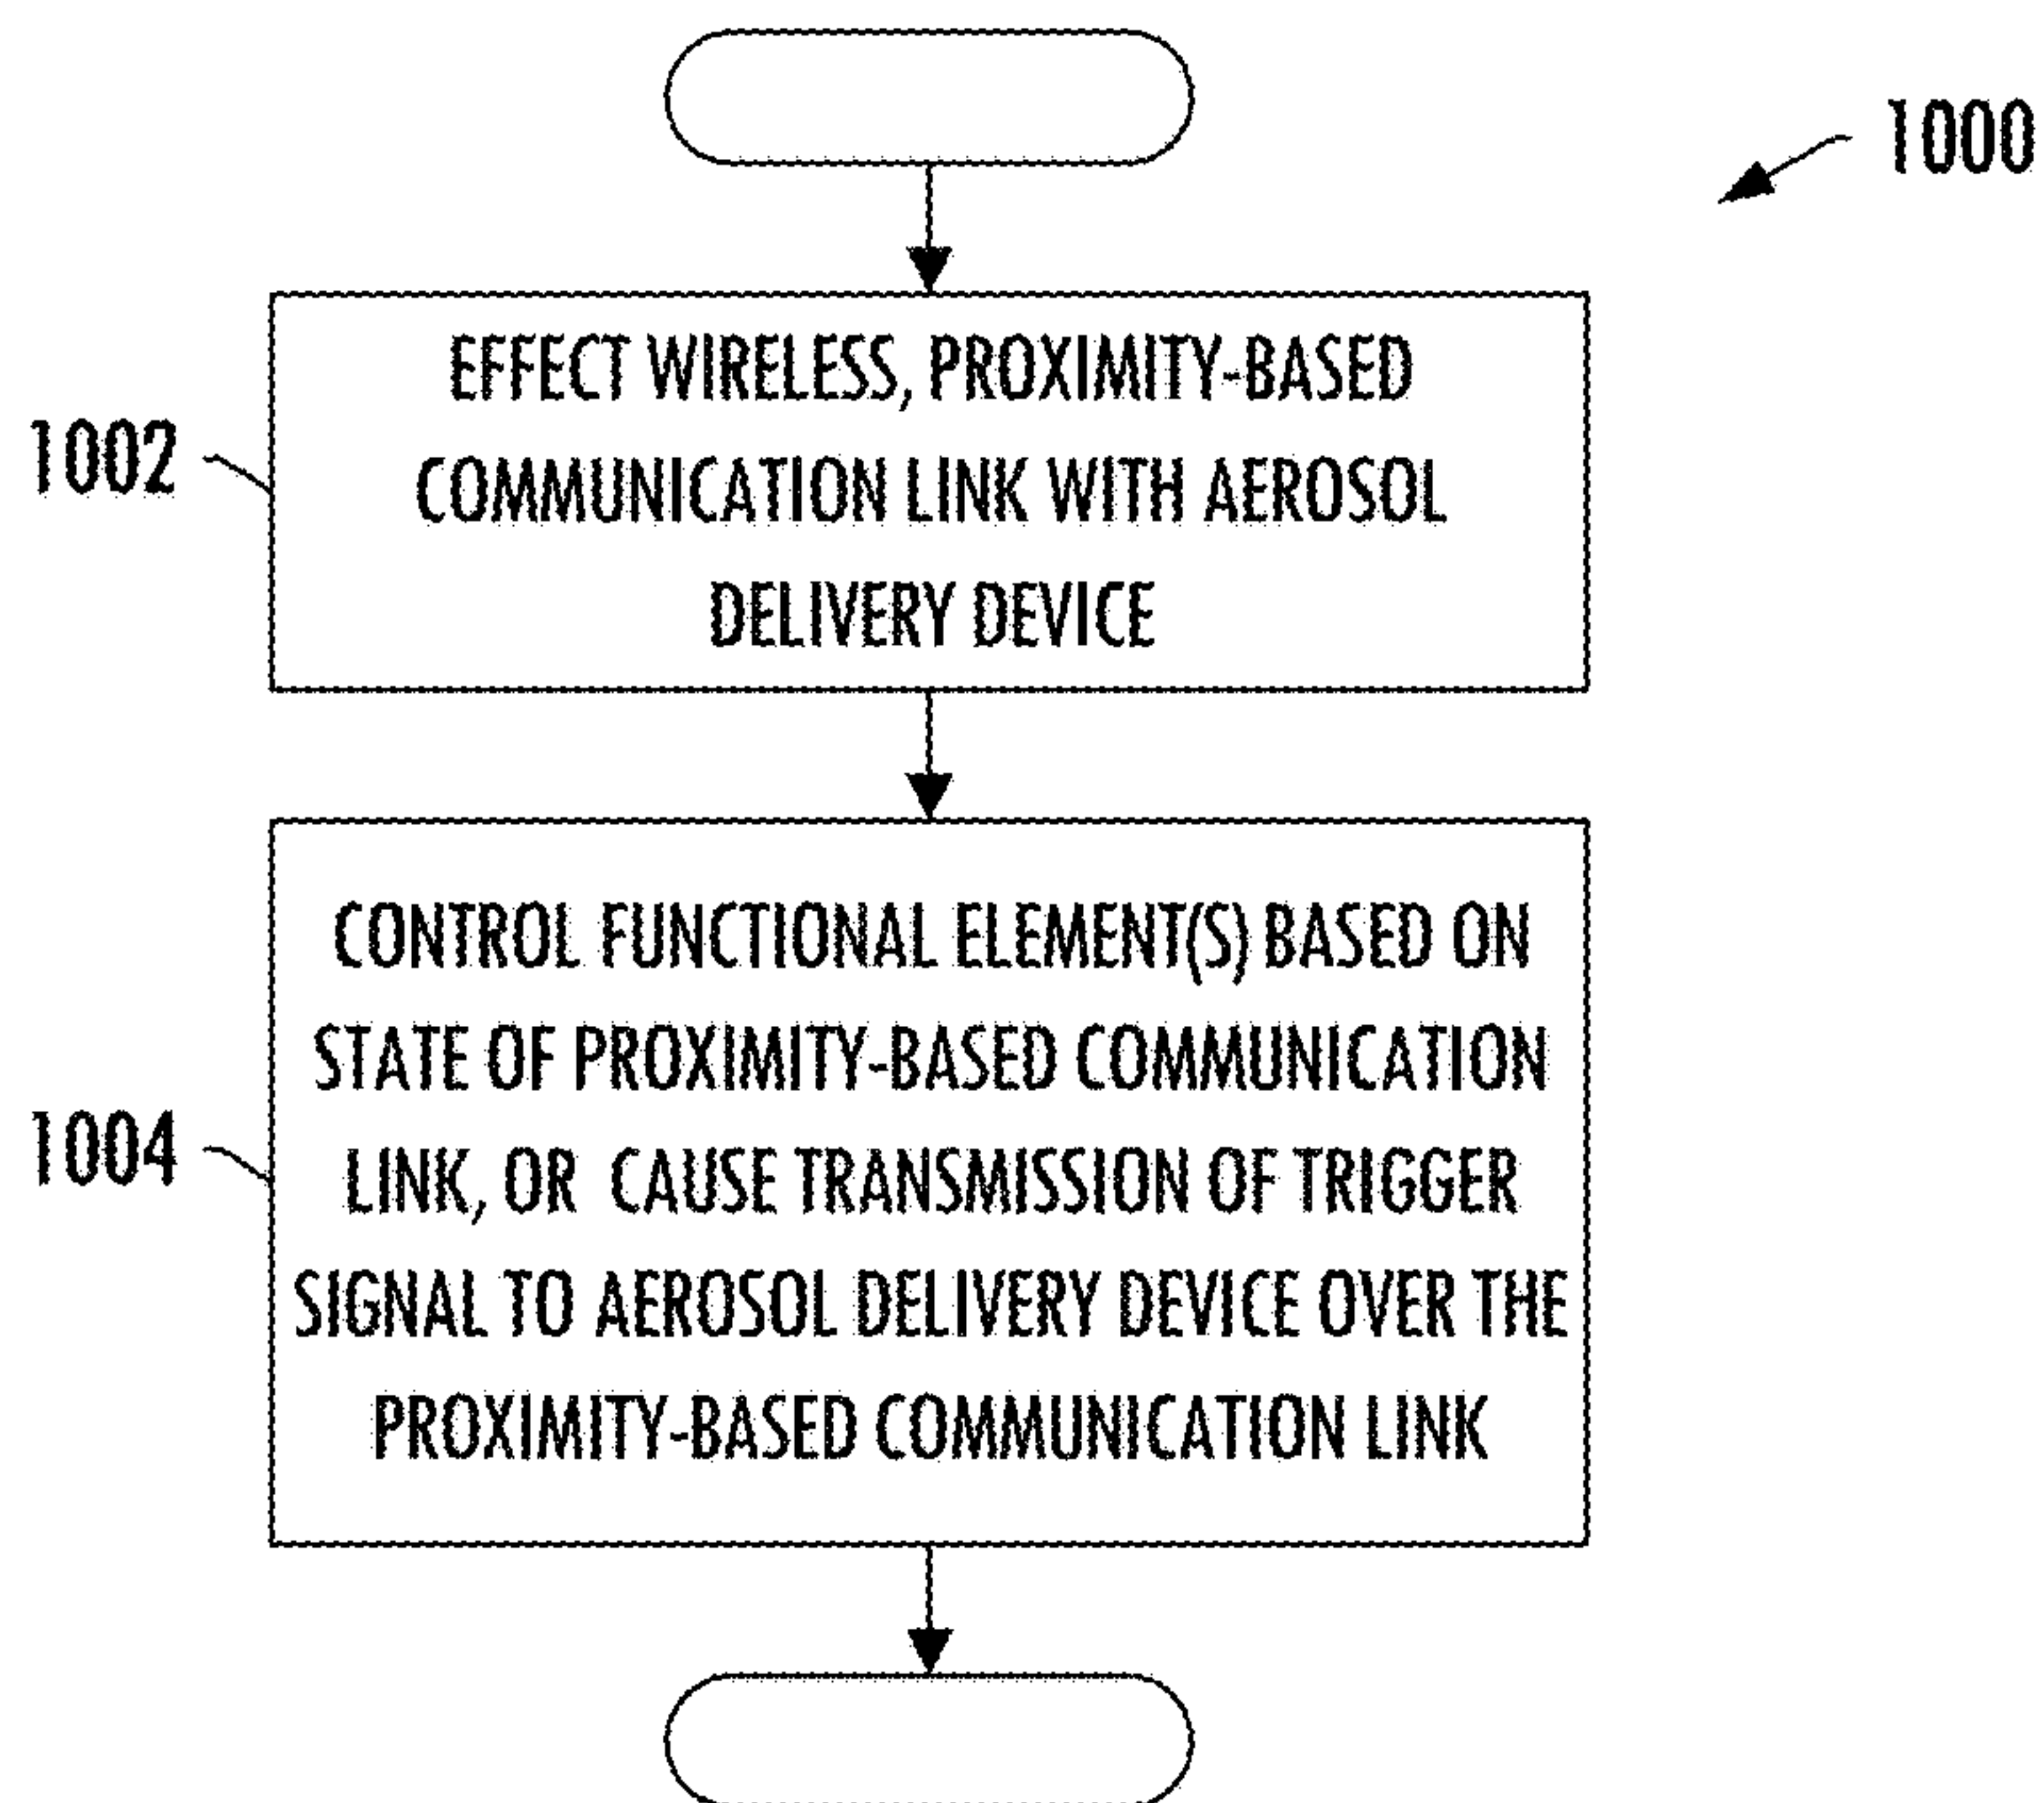 1000
1002
EFFECT WIRELESS, PROXIMITY-BASED
COMMUNICATION LINK WITH AEROSOL
DELIVERY DEVICE
1004
CONTROL FUNCTIONAL ELEMENT(S) BASED ON
STATE OF PROXIMITY-BASED COMMUNICATION
LINK, OR CAUSE TRANSMISSION OF TRIGGER
SIGNAL TO AEROSOL DELIVERY DEVICE OVER THE
PROXIMITY-BASED COMMUNICATION LINK